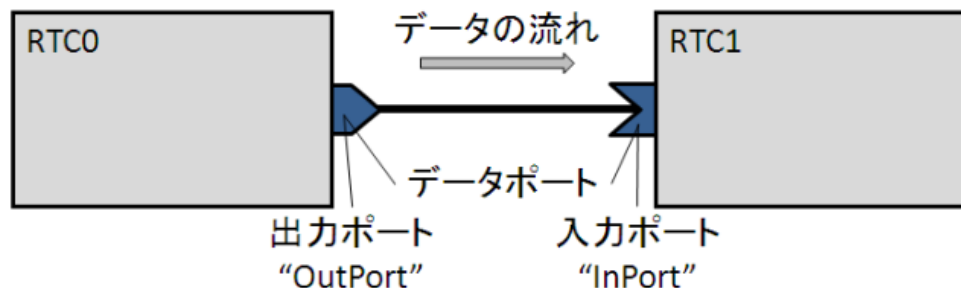 RTC0
データの流れ
RTC1
データポート
出力ポート
“OutPort”
入力ポート
“InPort”